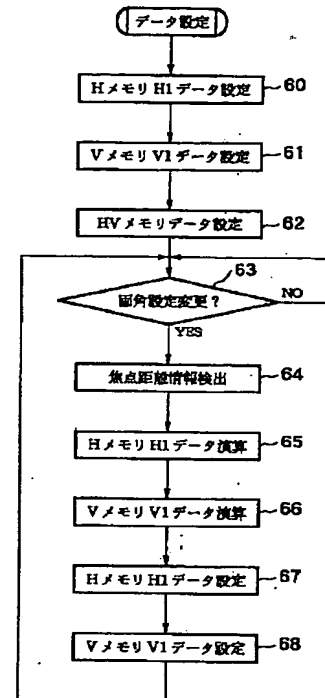 データ設定
HメモリH1データ設定
60
VメモリV1データ設定
61
HVメモリデータ設定
62
63
画角設定変更?
NO
YES
焦点距離情報検出
64
HメモリH1データ演算
65
VメモリV1データ演算
66
HメモリH1データ設定
67
VメモリV1データ設定
68